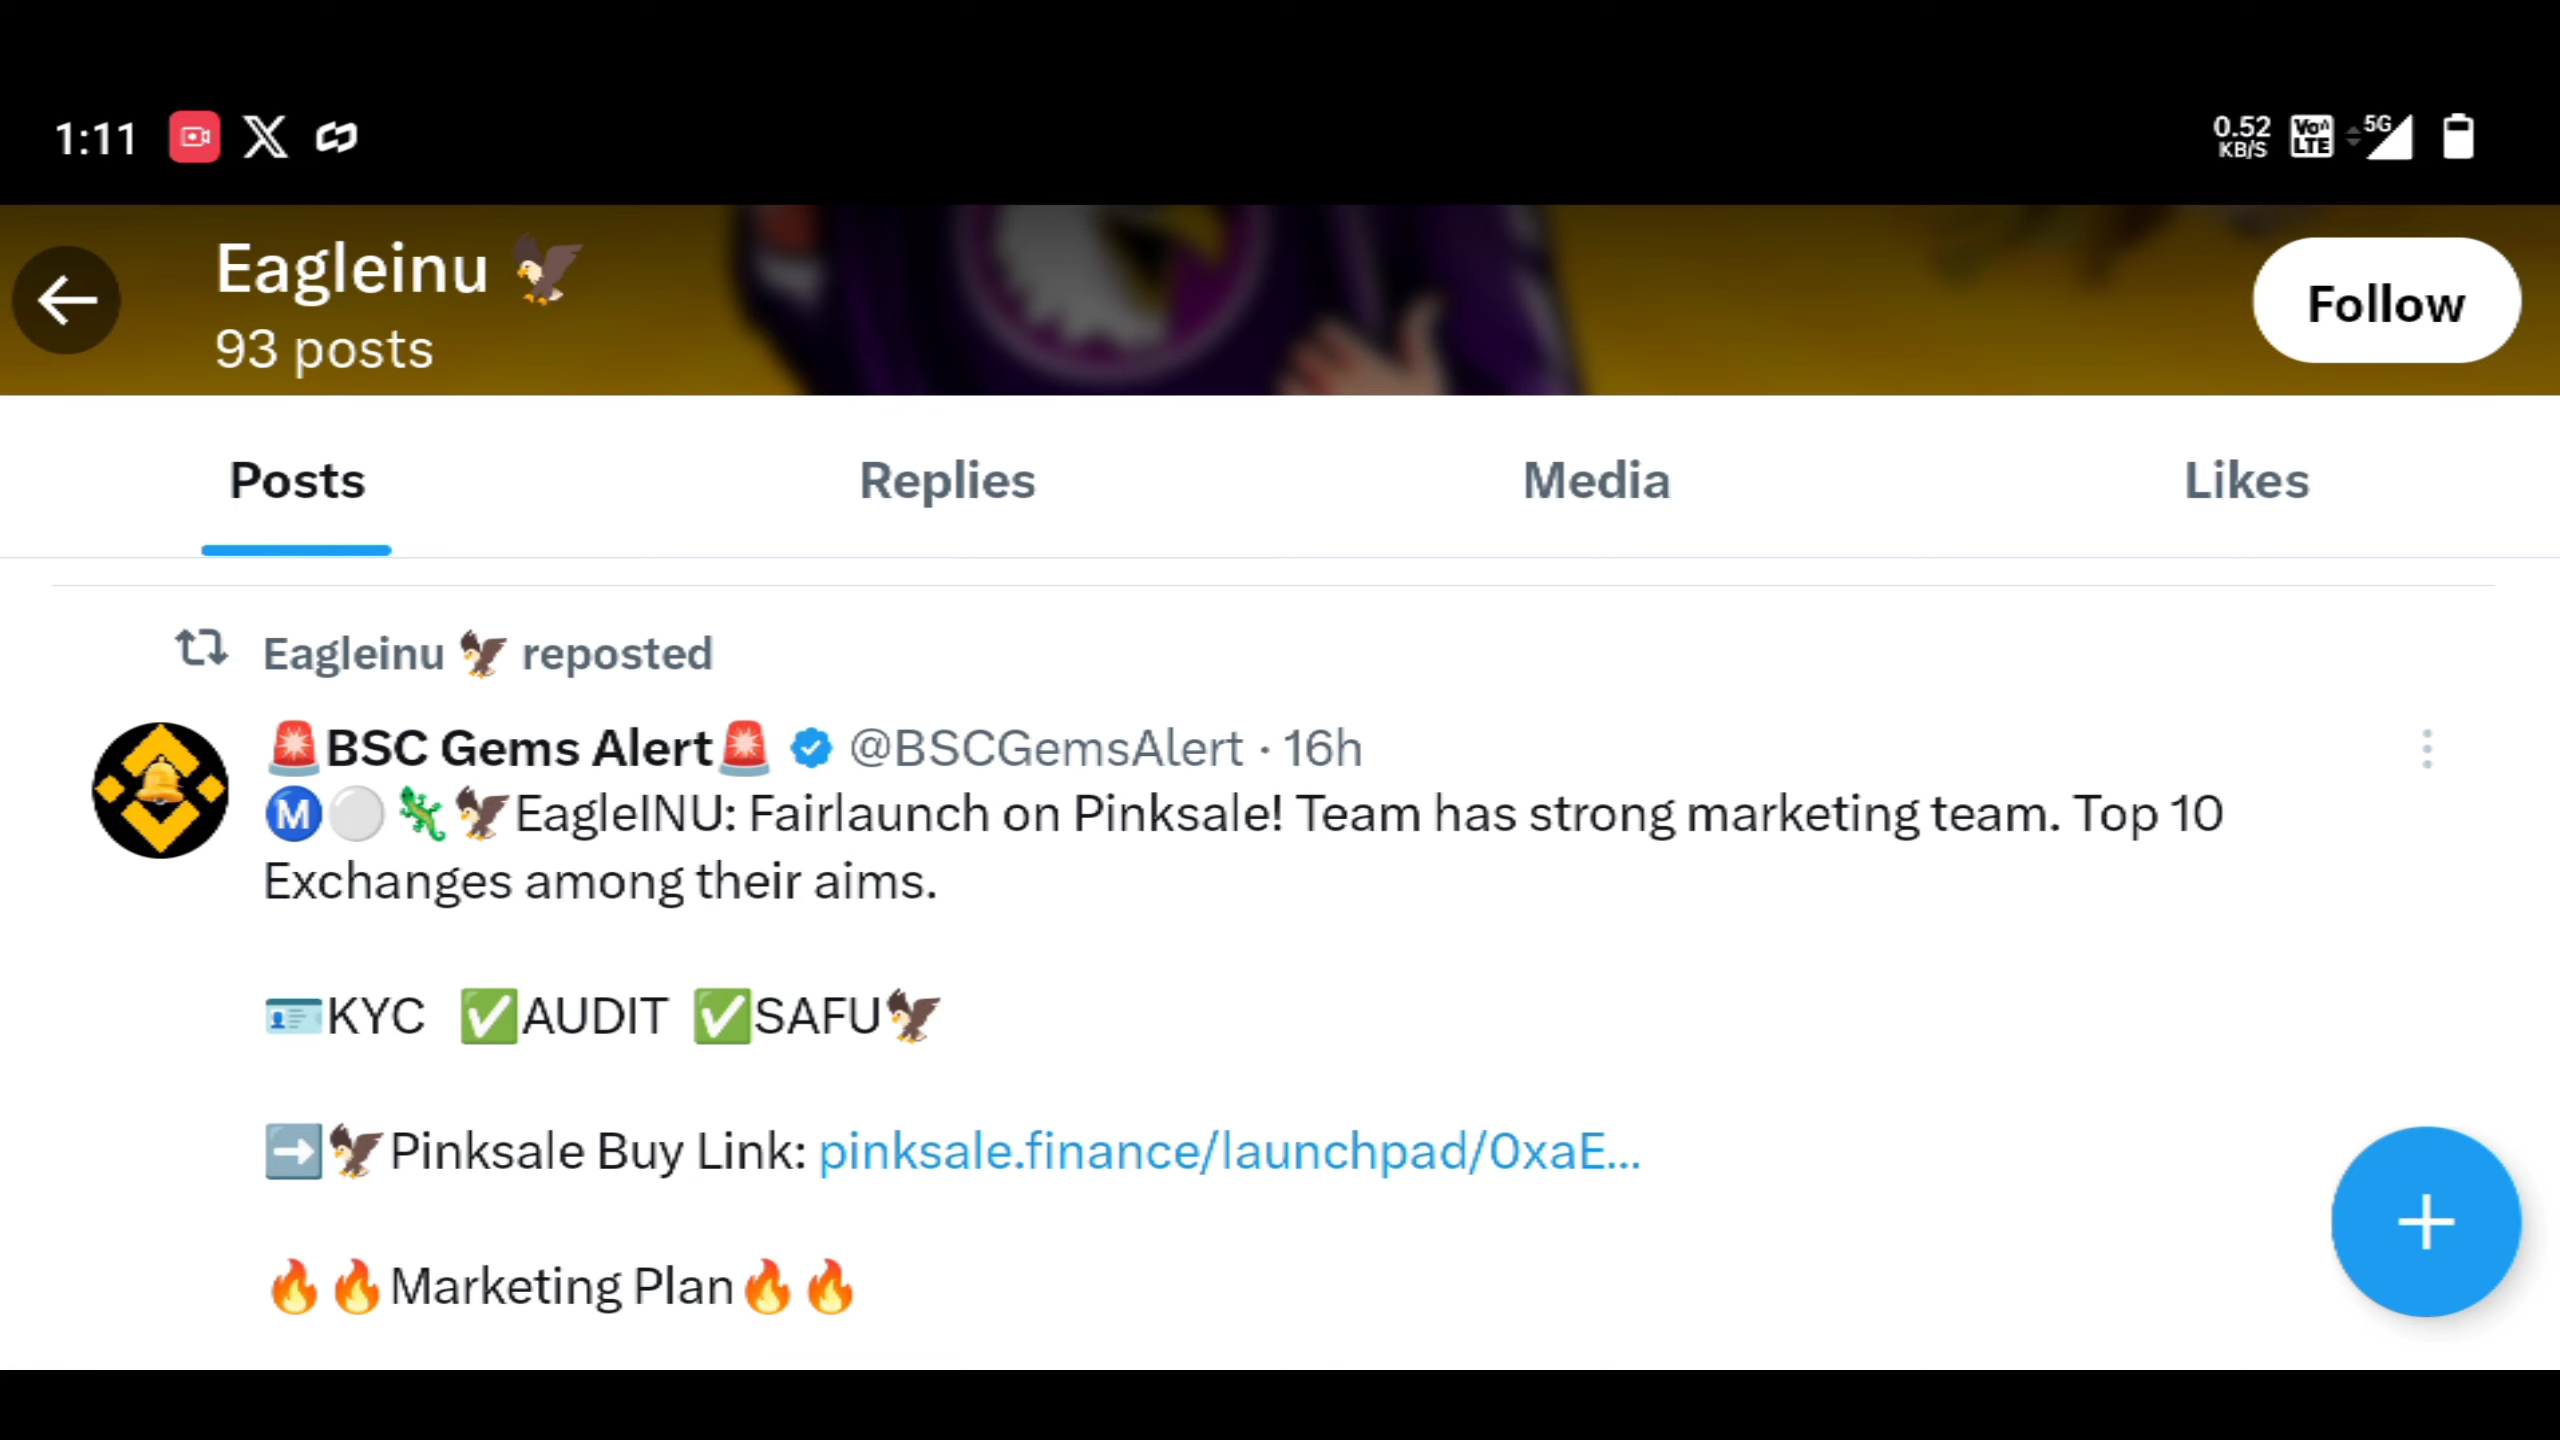 1:11
0.52 KB/S Vo LTE 5G
Eagleinu 🦅
93 posts
Follow
Posts Replies Media Likes
Eagleinu 🦅 reposted
🚨BSC Gems Alert🚨 @BSCGemsAlert · 16h
Ⓜ️⚪🦎🦅EagleINU: Fairlaunch on Pinksale! Team has strong marketing team. Top 10
Exchanges among their aims.
🪪KYC ✅AUDIT ✅SAFU🦅
➡️🦅Pinksale Buy Link: pinksale.finance/launchpad/0xaE...
🔥🔥Marketing Plan🔥🔥